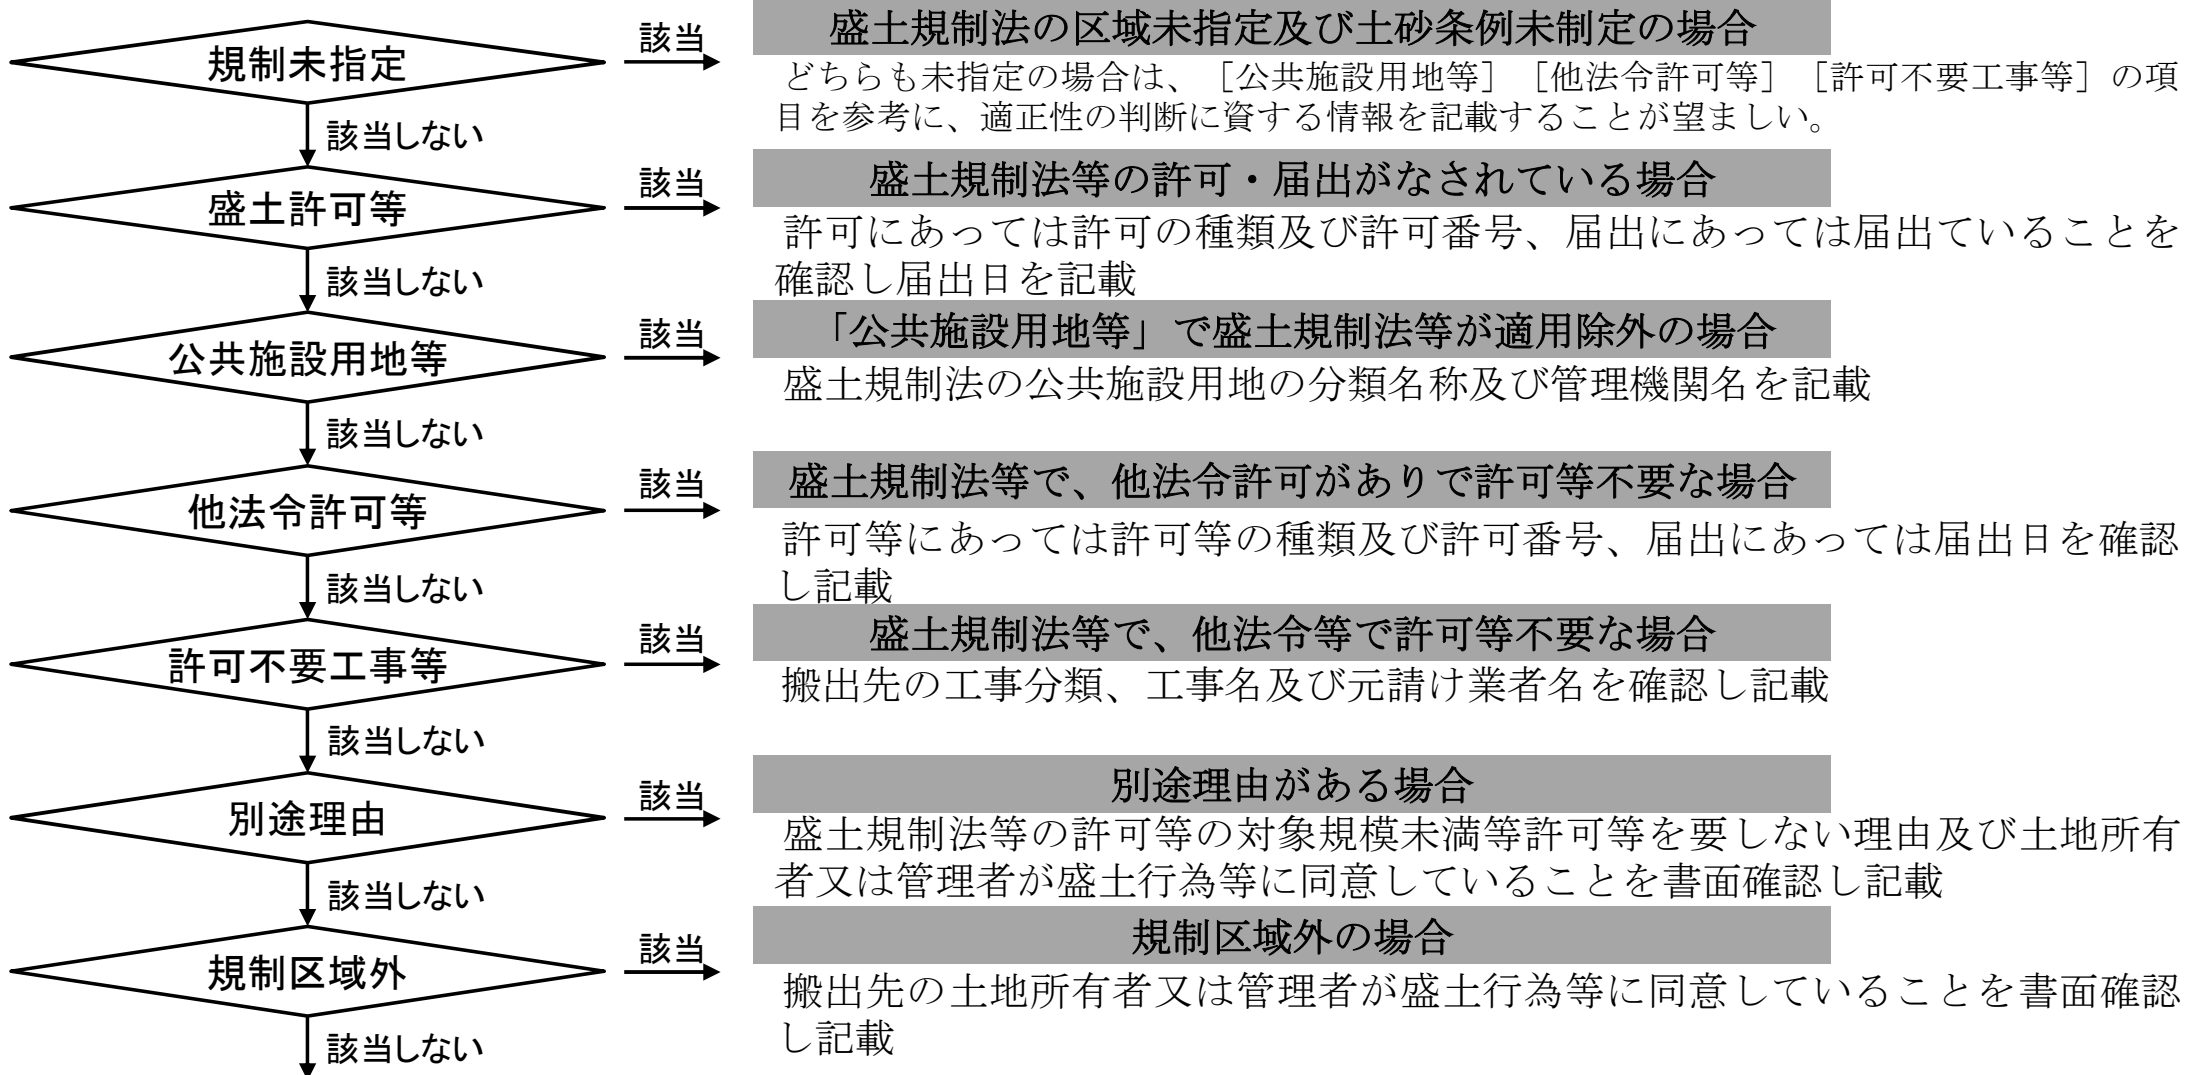 規制未指定
該当
盛土規制法の区域未指定及び土砂条例未制定の場合
どちらも未指定の場合は、［公共施設用地等］［他法令許可等］［許可不要工事等］の項
目を参考に、適正性の判断に資する情報を記載することが望ましい。
該当しない
盛土許可等
該当
盛土規制法等の許可・届出がなされている場合
許可にあっては許可の種類及び許可番号、届出にあっては届出ていることを
確認し届出日を記載
該当しない
公共施設用地等
該当
「公共施設用地等」で盛土規制法等が適用除外の場合
盛土規制法の公共施設用地の分類名称及び管理機関名を記載
該当しない
他法令許可等
該当
盛土規制法等で、他法令許可がありで許可等不要な場合
許可等にあっては許可等の種類及び許可番号、届出にあっては届出日を確認
し記載
該当しない
許可不要工事等
該当
盛土規制法等で、他法令等で許可等不要な場合
搬出先の工事分類、工事名及び元請け業者名を確認し記載
該当しない
別途理由
該当
別途理由がある場合
盛土規制法等の許可等の対象規模未満等許可等を要しない理由及び土地所有
者又は管理者が盛土行為等に同意していることを書面確認し記載
該当しない
規制区域外
該当
規制区域外の場合
搬出先の土地所有者又は管理者が盛土行為等に同意していることを書面確認
し記載
該当しない